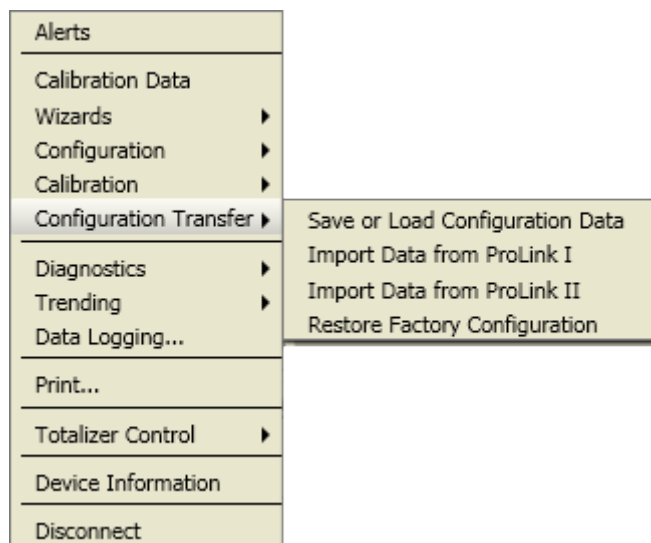 Alerts
Calibration Data
Wizards
Configuration
Calibration
Configuration Transfer
Save or Load Configuration Data
Import Data from ProLink I
Import Data from ProLink II
Restore Factory Configuration
Diagnostics
Trending
Data Logging...
Print...
Totalizer Control
Device Information
Disconnect